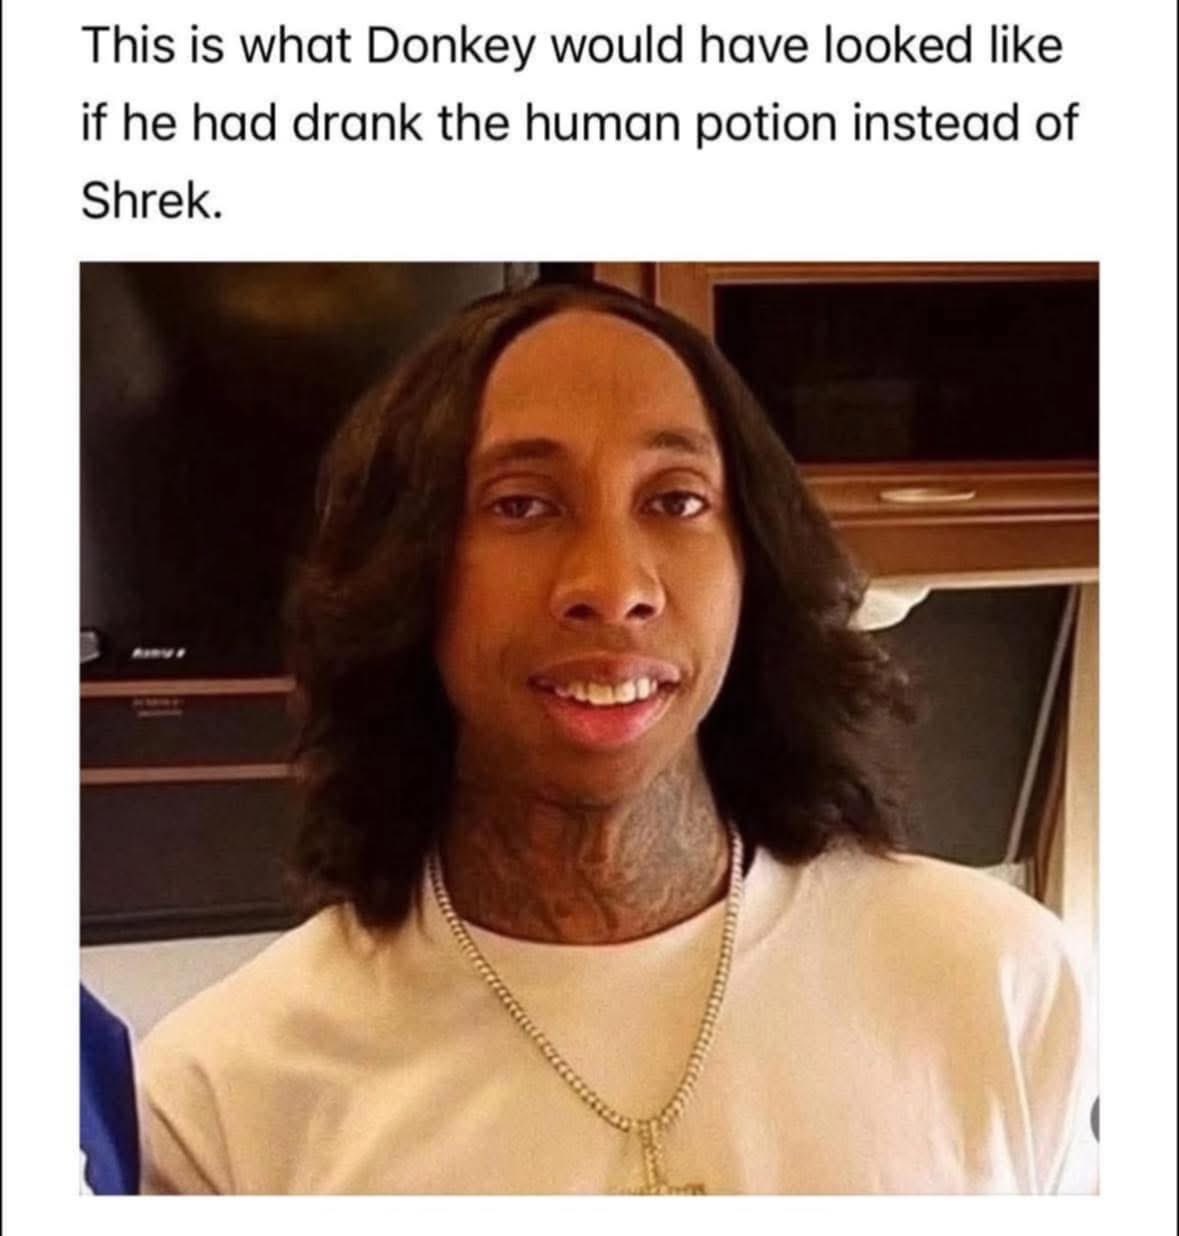 This is what Donkey would have looked like
if he had drank the human potion instead of
Shrek.